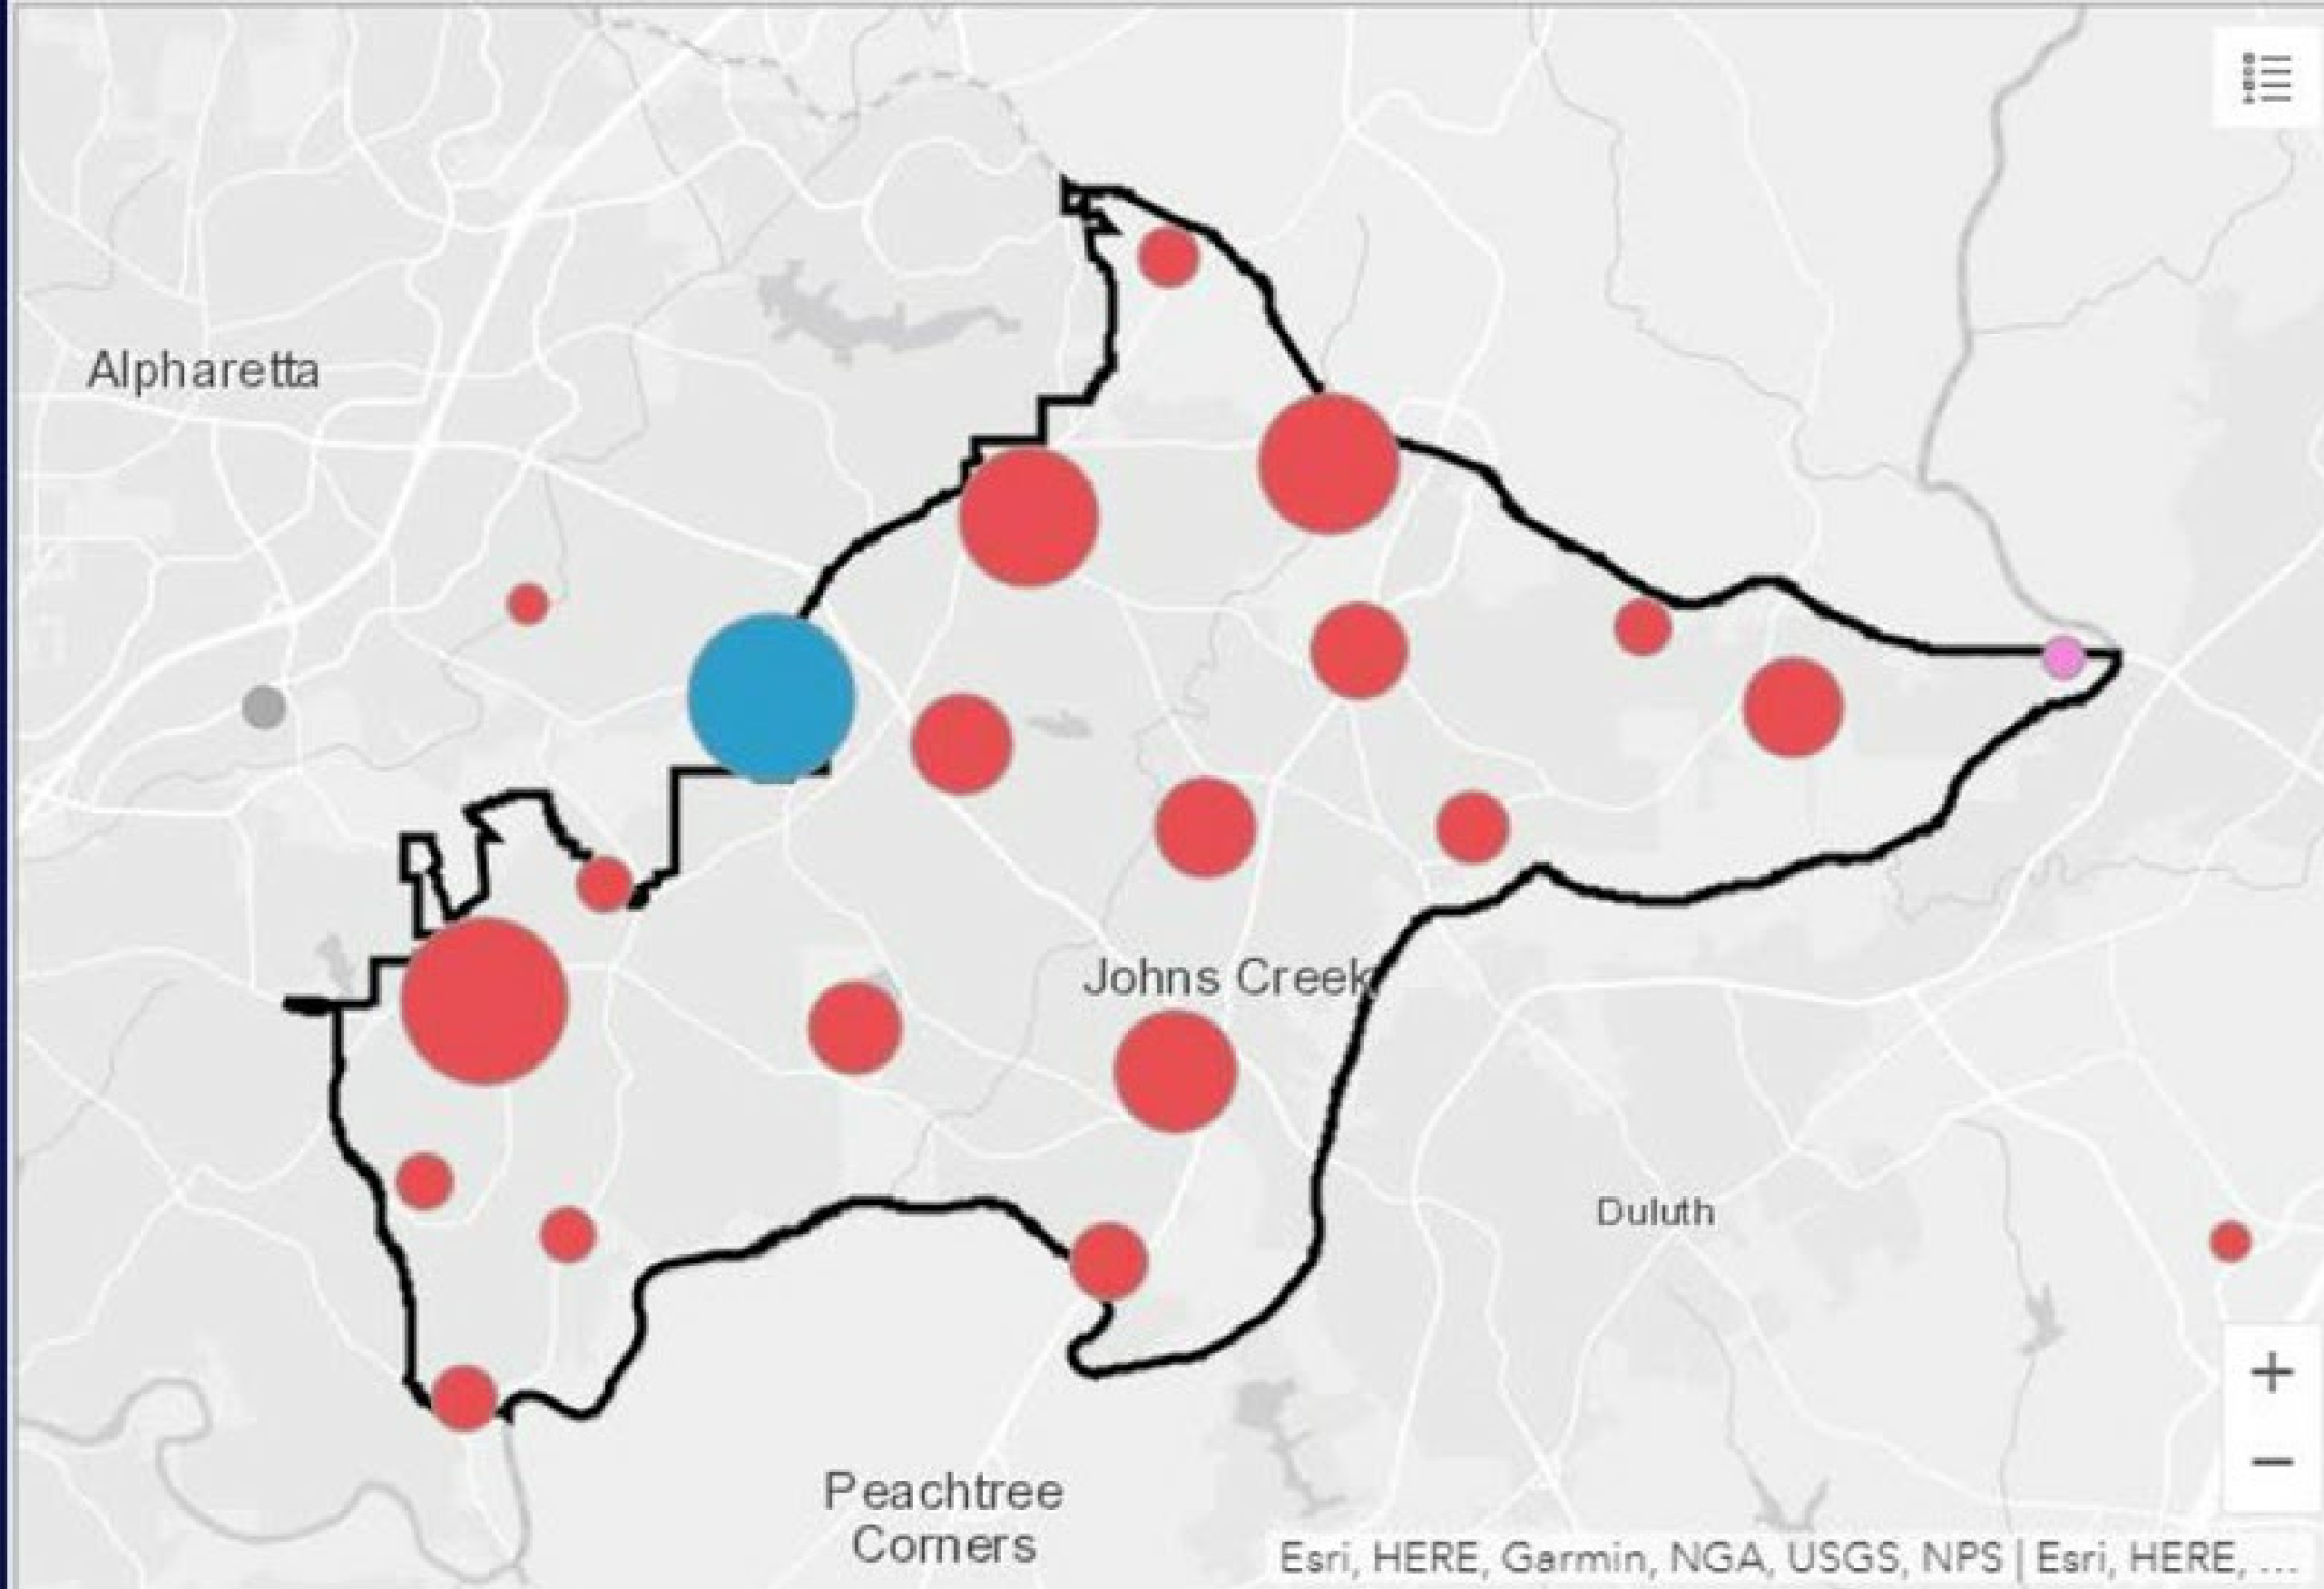 Alpharetta
Johns Creek
Duluth
Peachtree
Corners
+
−
Esri, HERE, Garmin, NGA, USGS, NPS | Esri, HERE, ...